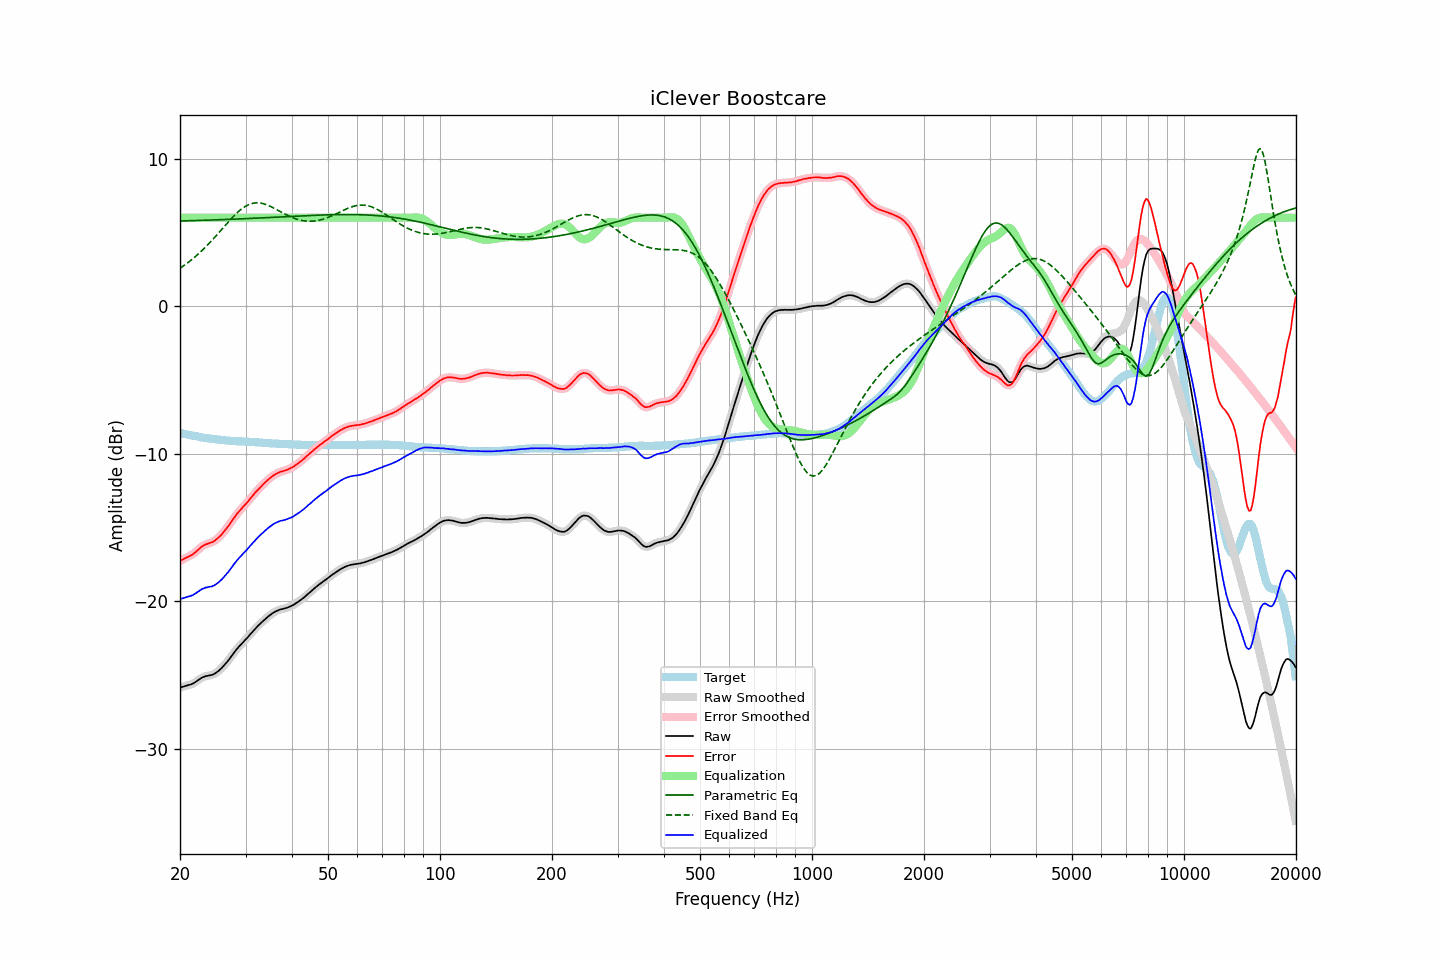 iClever Boostcare
Amplitude (dBr)
10
0
−10
−20
−30
20
50
100
200
500
1000
2000
5000
10000
20000
Frequency (Hz)
Target
Raw Smoothed
Error Smoothed
Raw
Error
Equalization
Parametric Eq
Fixed Band Eq
Equalized